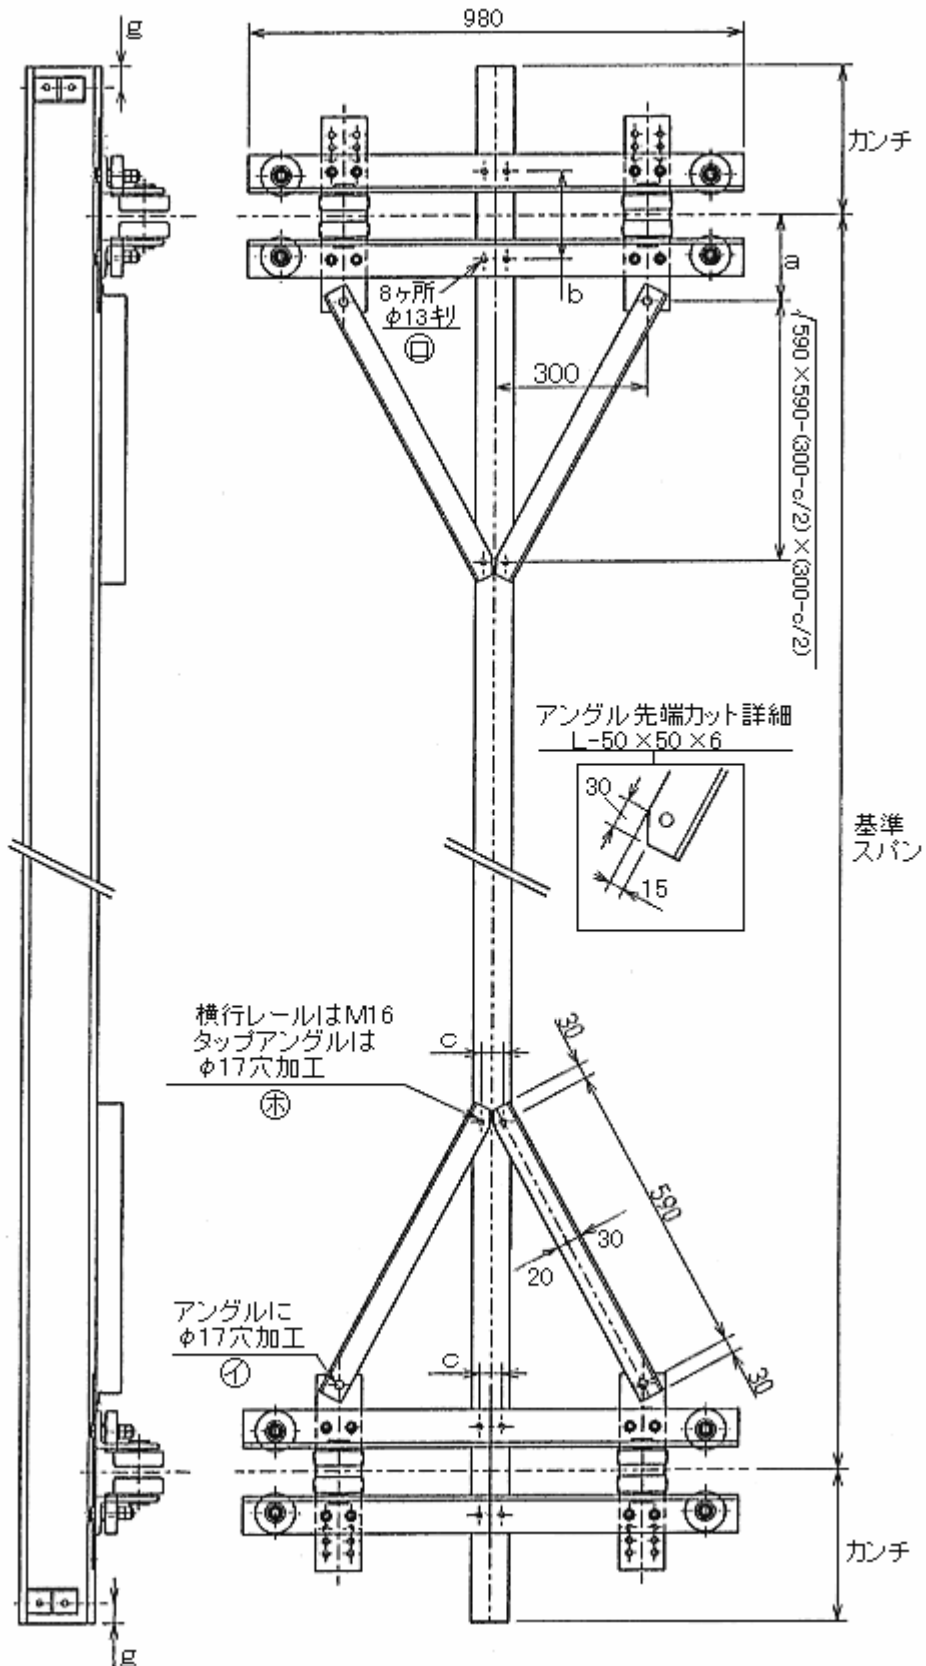 g
980
カンチ
8ヶ所
φ13キリ
ロ
b
a
300
√590×590-(300-c/2)×(300-c/2)
アングル先端カット詳細
L-50×50×6
30
15
基準
スパン
横行レールはM16
タップアングルは
φ17穴加工
ホ
c
30
590
30
20
アングルに
φ17穴加工
イ
c
30
カンチ
g